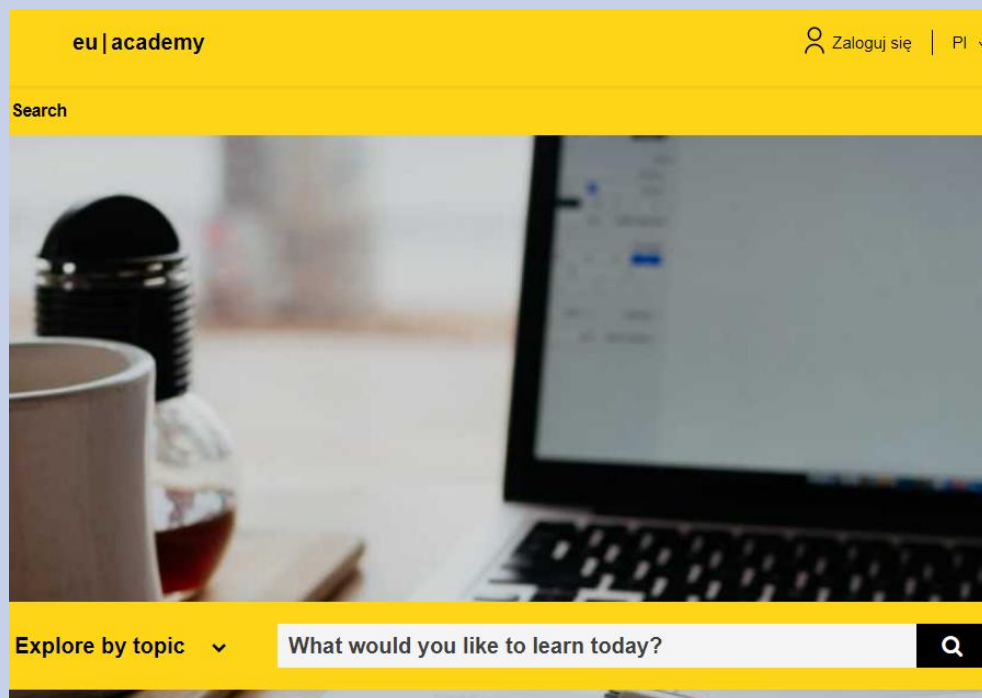 eu|academy
Zaloguj się | Pl
Search
Explore by topic
What would you like to learn today?